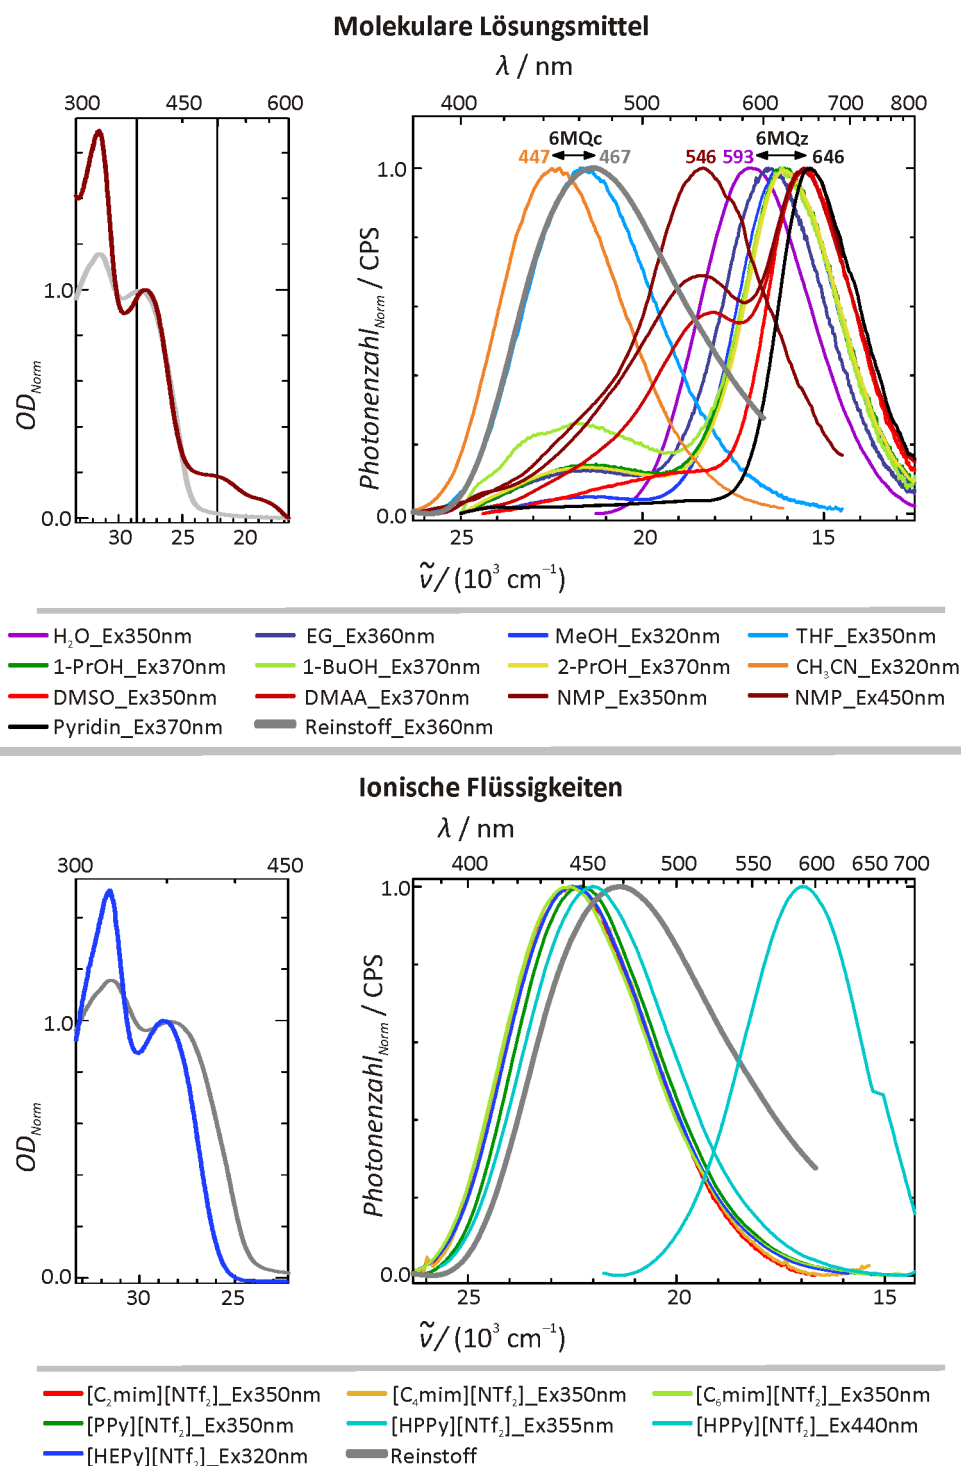 Molekulare Lösungsmittel
λ / nm
300 450 600
400 500 600 700 800
6MQc 6MQz
447 467 546 593 646
1.0
1.0
OD_Norm
Photonenzahl_Norm / CPS
0.0
0.0
30 25 20
25 20 15
ṽ / (10³ cm⁻¹)
H₂O_Ex350nm EG_Ex360nm MeOH_Ex320nm THF_Ex350nm
1-PrOH_Ex370nm 1-BuOH_Ex370nm 2-PrOH_Ex370nm CH₃CN_Ex320nm
DMSO_Ex350nm DMAA_Ex370nm NMP_Ex350nm NMP_Ex450nm
Pyridin_Ex370nm Reinstoff_Ex360nm
Ionische Flüssigkeiten
λ / nm
300 450
400 500 550 600 650 700
1.0
1.0
OD_Norm
Photonenzahl_Norm / CPS
0.0
0.0
30 25
25 20 15
ṽ / (10³ cm⁻¹)
[C₂mim][NTf₂]_Ex350nm [C₄mim][NTf₂]_Ex350nm [C₆mim][NTf₂]_Ex350nm
[PPy][NTf₂]_Ex350nm [HPPy][NTf₂]_Ex355nm [HPPy][NTf₂]_Ex440nm
[HEPy][NTf₂]_Ex320nm Reinstoff